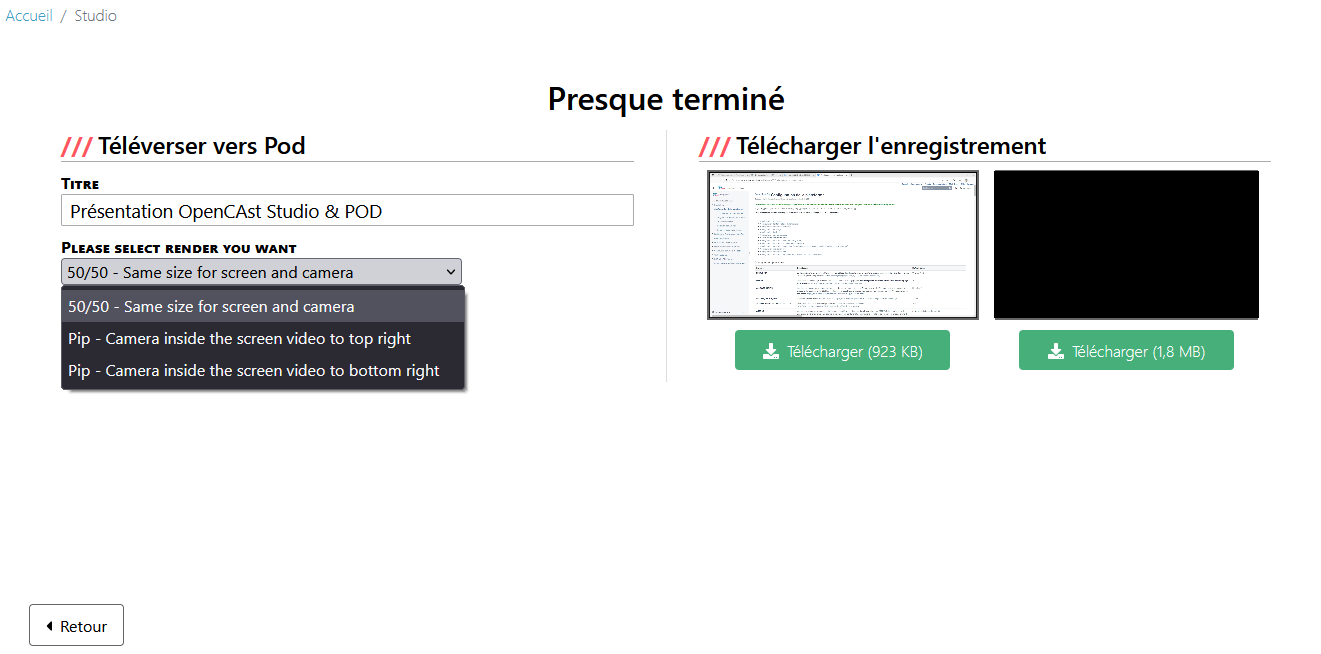 Accueil / Studio
Presque terminé
/// Téléverser vers Pod
Titre
Présentation OpenCAst Studio & POD
Please select render you want
50/50 - Same size for screen and camera
50/50 - Same size for screen and camera
Pip - Camera inside the screen video to top right
Pip - Camera inside the screen video to bottom right
/// Télécharger l'enregistrement
Télécharger (923 KB)
Télécharger (1,8 MB)
Retour